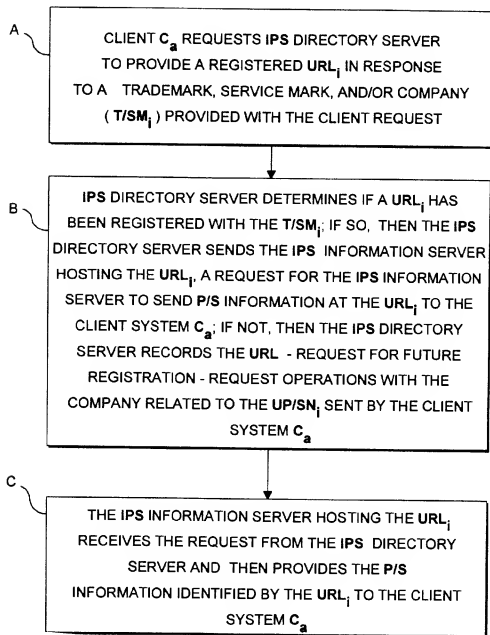 A
CLIENT Ca REQUESTS IPS DIRECTORY SERVER
TO PROVIDE A REGISTERED URLi IN RESPONSE
TO A TRADEMARK, SERVICE MARK, AND/OR COMPANY
( T/SMi ) PROVIDED WITH THE CLIENT REQUEST
B
IPS DIRECTORY SERVER DETERMINES IF A URLi HAS
BEEN REGISTERED WITH THE T/SMi; IF SO, THEN THE IPS
DIRECTORY SERVER SENDS THE IPS INFORMATION SERVER
HOSTING THE URLi, A REQUEST FOR THE IPS INFORMATION
SERVER TO SEND P/S INFORMATION AT THE URLi TO THE
CLIENT SYSTEM Ca; IF NOT, THEN THE IPS DIRECTORY
SERVER RECORDS THE URL - REQUEST FOR FUTURE
REGISTRATION - REQUEST OPERATIONS WITH THE
COMPANY RELATED TO THE UP/SNi SENT BY THE CLIENT
SYSTEM Ca
C
THE IPS INFORMATION SERVER HOSTING THE URLi
RECEIVES THE REQUEST FROM THE IPS DIRECTORY
SERVER AND THEN PROVIDES THE P/S
INFORMATION IDENTIFIED BY THE URLi TO THE CLIENT
SYSTEM Ca